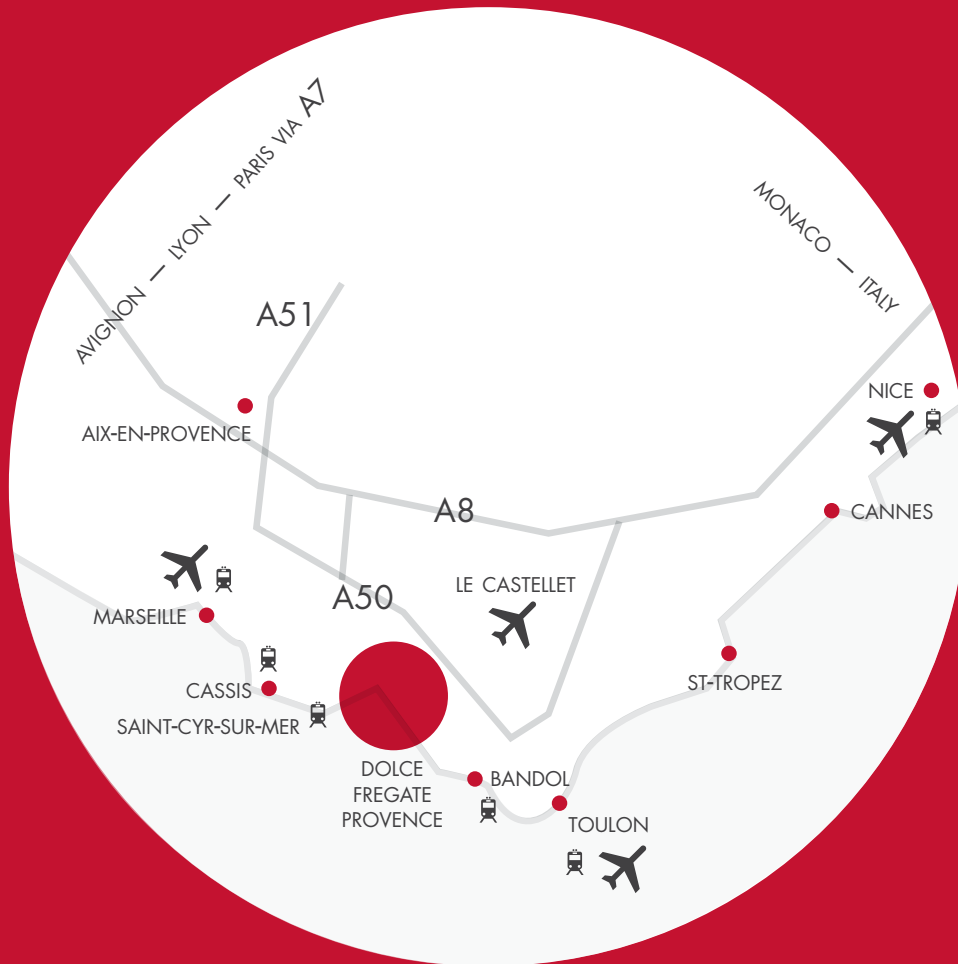 AVIGNON — LYON — PARIS VIA A7
MONACO — ITALY
A51
NICE
AIX-EN-PROVENCE
A8
CANNES
LE CASTELLET
A50
MARSEILLE
ST-TROPEZ
CASSIS
SAINT-CYR-SUR-MER
DOLCE
FREGATE
PROVENCE
BANDOL
TOULON